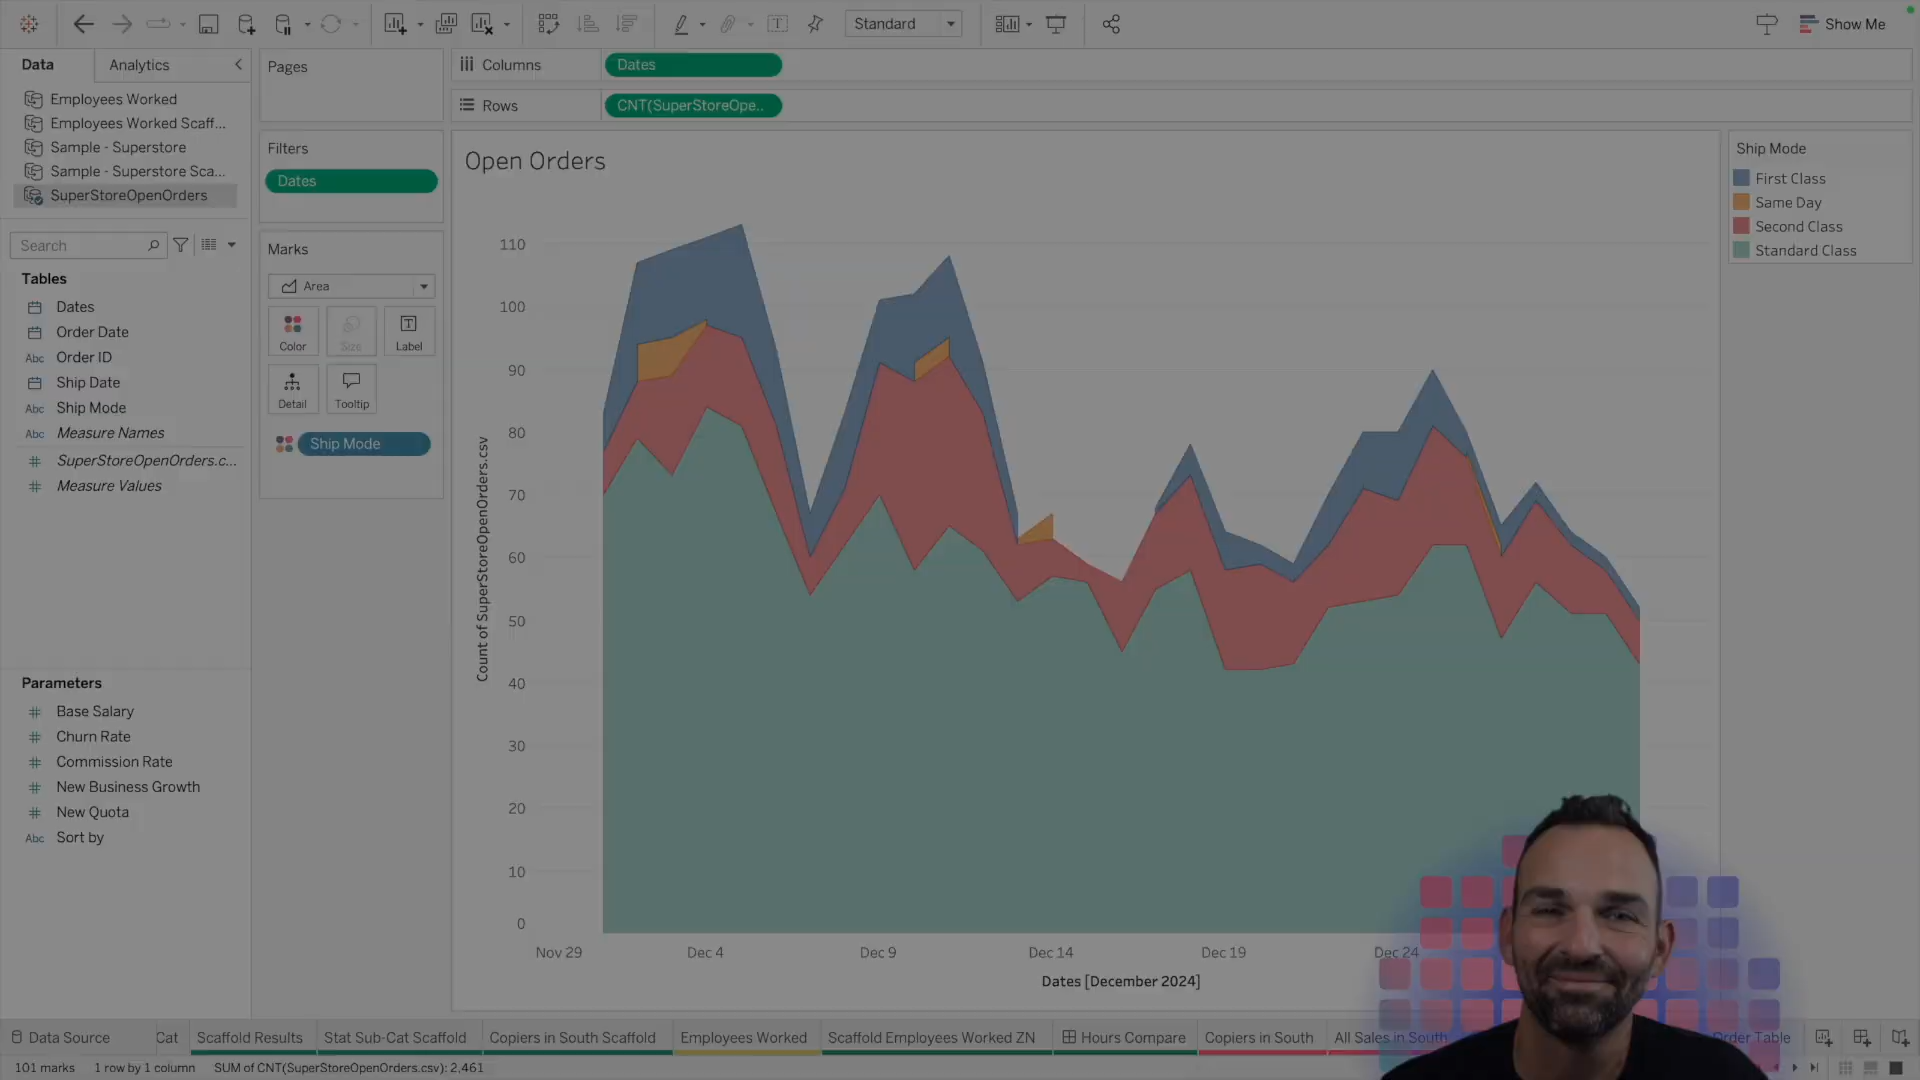 Standard
Show Me
Data
Analytics
Employees Worked
Employees Worked Scaff...
Sample - Superstore
Sample - Superstore Sca...
SuperStoreOpenOrders
Search
Tables
Dates
Order Date
Abc Order ID
Ship Date
Abc Ship Mode
Abc Measure Names
# SuperStoreOpenOrders.c...
# Measure Values
Parameters
# Base Salary
# Churn Rate
# Commission Rate
# New Business Growth
# New Quota
Abc Sort by
Pages
Filters
Dates
Marks
Area
Color
Size
Label
Detail
Tooltip
Ship Mode
Columns
Dates
Rows
CNT(SuperStoreOpe..
Open Orders
Count of SuperStoreOpenOrders.csv
110
100
90
80
70
60
50
40
30
20
10
0
Nov 29
Dec 4
Dec 9
Dec 14
Dec 19
Dec 24
Dates [December 2024]
Ship Mode
First Class
Same Day
Second Class
Standard Class
Data Source
Cat
Scaffold Results
Stat Sub-Cat Scaffold
Copiers in South Scaffold
Employees Worked
Scaffold Employees Worked ZN
Hours Compare
Copiers in South
All Sales in South
Order Table
101 marks
1 row by 1 column
SUM of CNT(SuperStoreOpenOrders.csv): 2,461